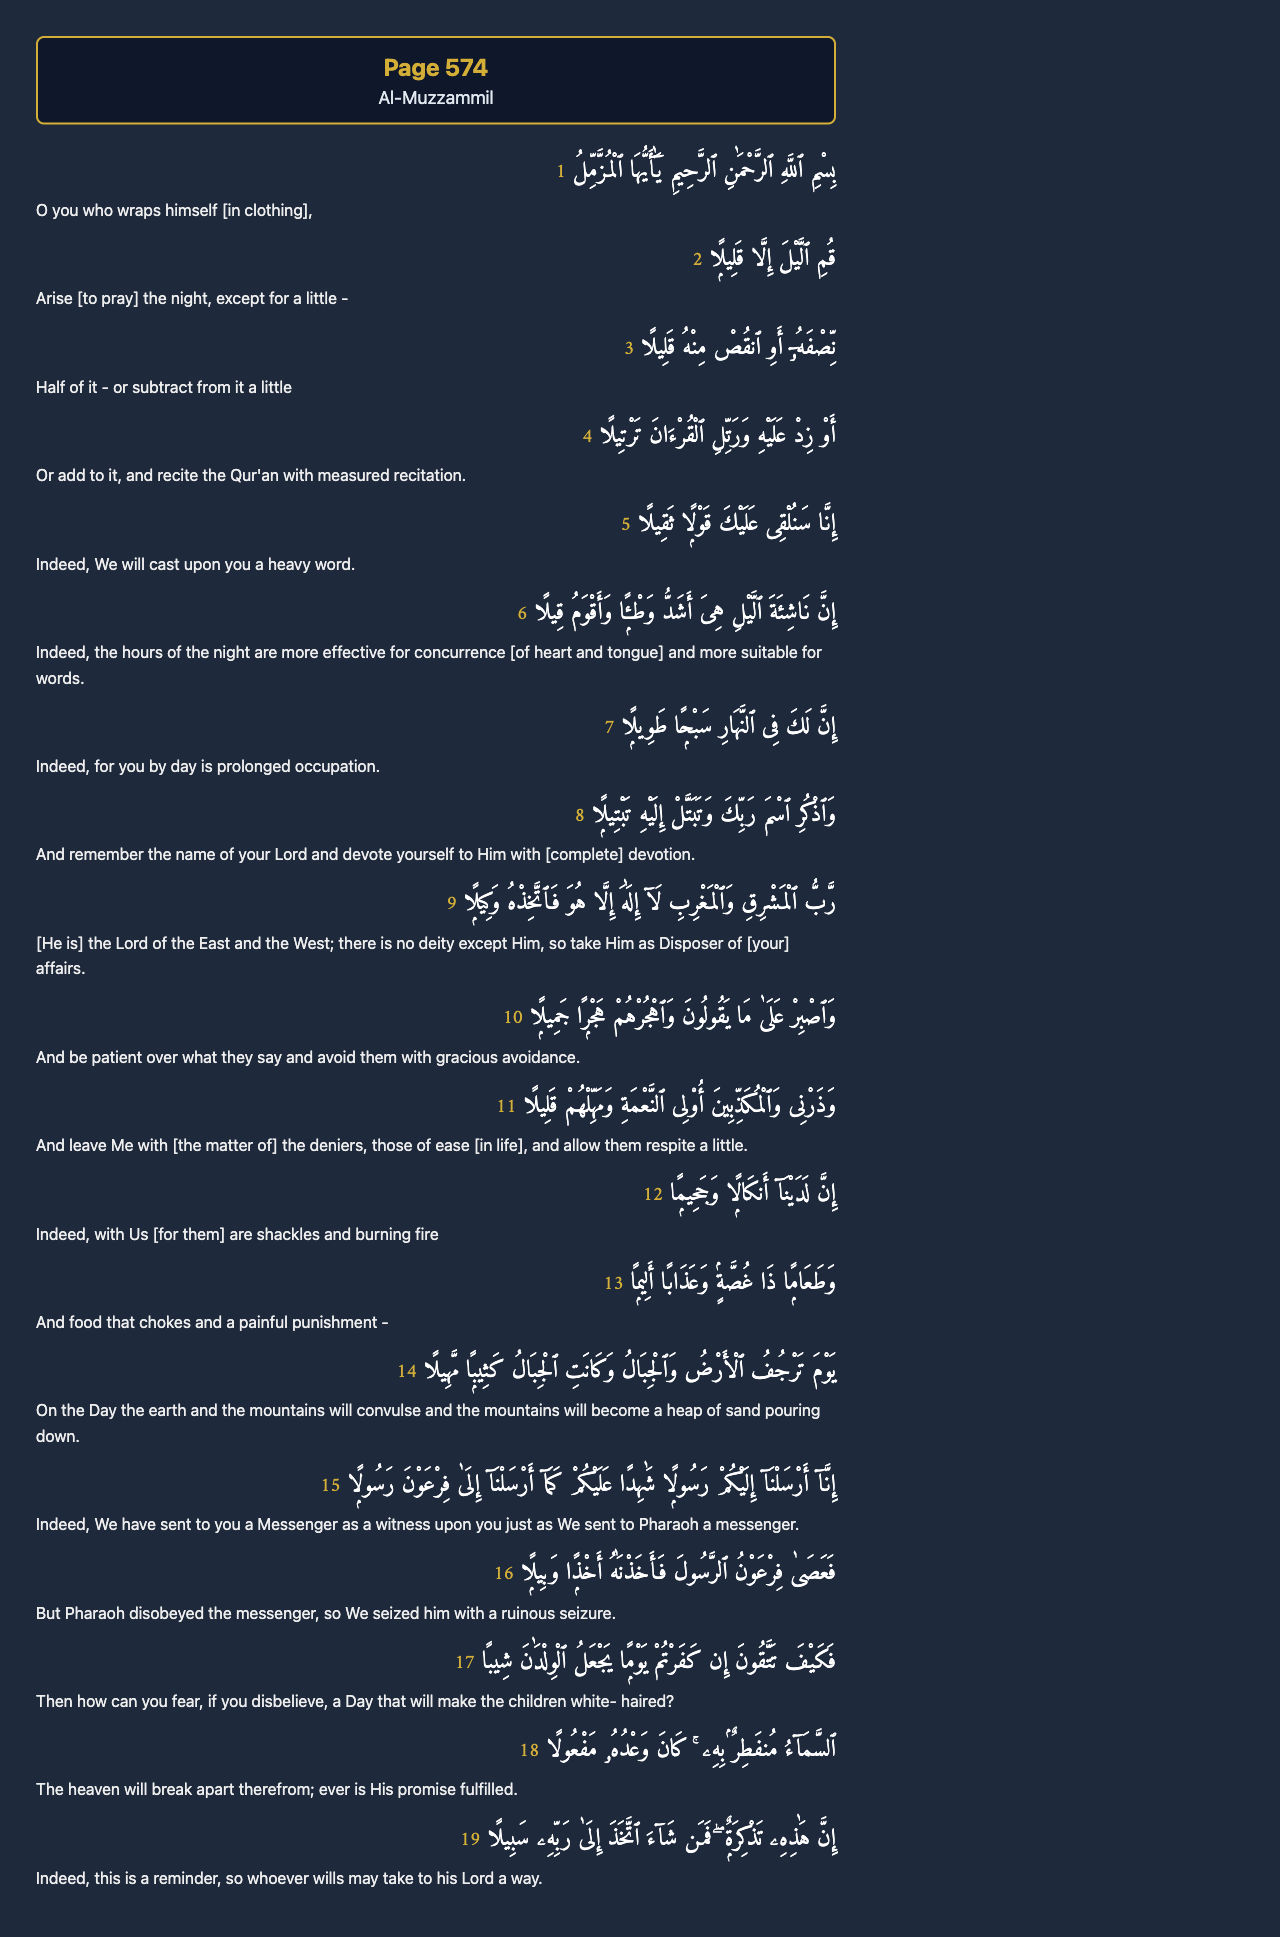 Page 574
Al-Muzzammil
بِسْمِ ٱللَّهِ ٱلرَّحْمَٰنِ ٱلرَّحِيمِ يَٰٓأَيُّهَا ٱلْمُزَّمِّلُ 1
O you who wraps himself [in clothing],
قُمِ ٱلَّيْلَ إِلَّا قَلِيلًۭا 2
Arise [to pray] the night, except for a little -
نِّصْفَهُۥٓ أَوِ ٱنقُصْ مِنْهُ قَلِيلًا 3
Half of it - or subtract from it a little
أَوْ زِدْ عَلَيْهِ وَرَتِّلِ ٱلْقُرْءَانَ تَرْتِيلًا 4
Or add to it, and recite the Qur'an with measured recitation.
إِنَّا سَنُلْقِى عَلَيْكَ قَوْلًۭا ثَقِيلًا 5
Indeed, We will cast upon you a heavy word.
إِنَّ نَاشِئَةَ ٱلَّيْلِ هِىَ أَشَدُّ وَطْـًۭٔا وَأَقْوَمُ قِيلًا 6
Indeed, the hours of the night are more effective for concurrence [of heart and tongue] and more suitable for
words.
إِنَّ لَكَ فِى ٱلنَّهَارِ سَبْحًۭا طَوِيلًۭا 7
Indeed, for you by day is prolonged occupation.
وَٱذْكُرِ ٱسْمَ رَبِّكَ وَتَبَتَّلْ إِلَيْهِ تَبْتِيلًۭا 8
And remember the name of your Lord and devote yourself to Him with [complete] devotion.
رَّبُّ ٱلْمَشْرِقِ وَٱلْمَغْرِبِ لَآ إِلَٰهَ إِلَّا هُوَ فَٱتَّخِذْهُ وَكِيلًۭا 9
[He is] the Lord of the East and the West; there is no deity except Him, so take Him as Disposer of [your]
affairs.
وَٱصْبِرْ عَلَىٰ مَا يَقُولُونَ وَٱهْجُرْهُمْ هَجْرًۭا جَمِيلًۭا 10
And be patient over what they say and avoid them with gracious avoidance.
وَذَرْنِى وَٱلْمُكَذِّبِينَ أُو۟لِى ٱلنَّعْمَةِ وَمَهِّلْهُمْ قَلِيلًا 11
And leave Me with [the matter of] the deniers, those of ease [in life], and allow them respite a little.
إِنَّ لَدَيْنَآ أَنكَالًۭا وَجَحِيمًۭا 12
Indeed, with Us [for them] are shackles and burning fire
وَطَعَامًۭا ذَا غُصَّةٍۢ وَعَذَابًا أَلِيمًۭا 13
And food that chokes and a painful punishment -
يَوْمَ تَرْجُفُ ٱلْأَرْضُ وَٱلْجِبَالُ وَكَانَتِ ٱلْجِبَالُ كَثِيبًۭا مَّهِيلًا 14
On the Day the earth and the mountains will convulse and the mountains will become a heap of sand pouring
down.
إِنَّآ أَرْسَلْنَآ إِلَيْكُمْ رَسُولًۭا شَٰهِدًا عَلَيْكُمْ كَمَآ أَرْسَلْنَآ إِلَىٰ فِرْعَوْنَ رَسُولًۭا 15
Indeed, We have sent to you a Messenger as a witness upon you just as We sent to Pharaoh a messenger.
فَعَصَىٰ فِرْعَوْنُ ٱلرَّسُولَ فَأَخَذْنَٰهُ أَخْذًۭا وَبِيلًۭا 16
But Pharaoh disobeyed the messenger, so We seized him with a ruinous seizure.
فَكَيْفَ تَتَّقُونَ إِن كَفَرْتُمْ يَوْمًۭا يَجْعَلُ ٱلْوِلْدَٰنَ شِيبًا 17
Then how can you fear, if you disbelieve, a Day that will make the children white- haired?
ٱلسَّمَآءُ مُنفَطِرٌۢ بِهِۦ ۚ كَانَ وَعْدُهُۥ مَفْعُولًا 18
The heaven will break apart therefrom; ever is His promise fulfilled.
إِنَّ هَٰذِهِۦ تَذْكِرَةٌۭ ۖ فَمَن شَآءَ ٱتَّخَذَ إِلَىٰ رَبِّهِۦ سَبِيلًا 19
Indeed, this is a reminder, so whoever wills may take to his Lord a way.